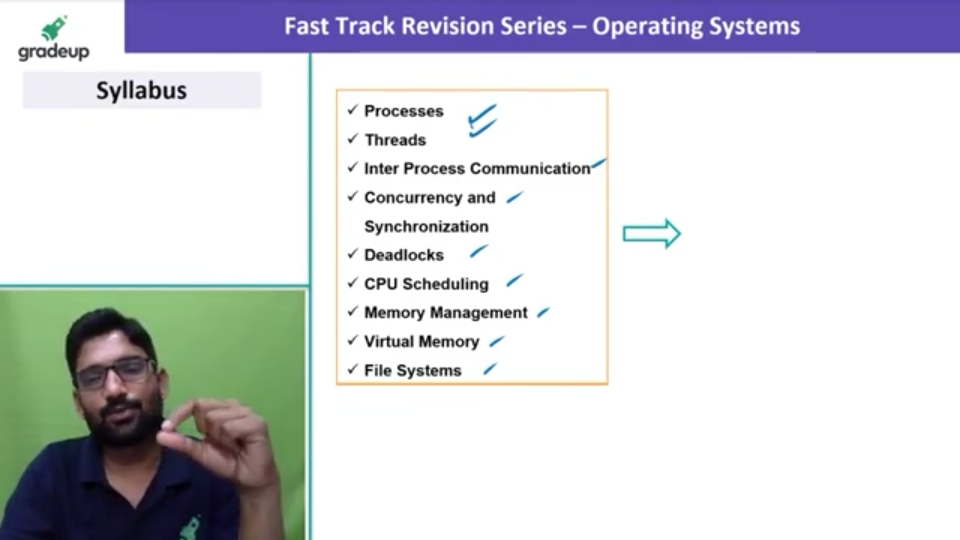 gradeup
Fast Track Revision Series – Operating Systems
Syllabus
✓ Processes
✓ Threads
✓ Inter Process Communication
✓ Concurrency and
Synchronization
✓ Deadlocks
✓ CPU Scheduling
✓ Memory Management
✓ Virtual Memory
✓ File Systems